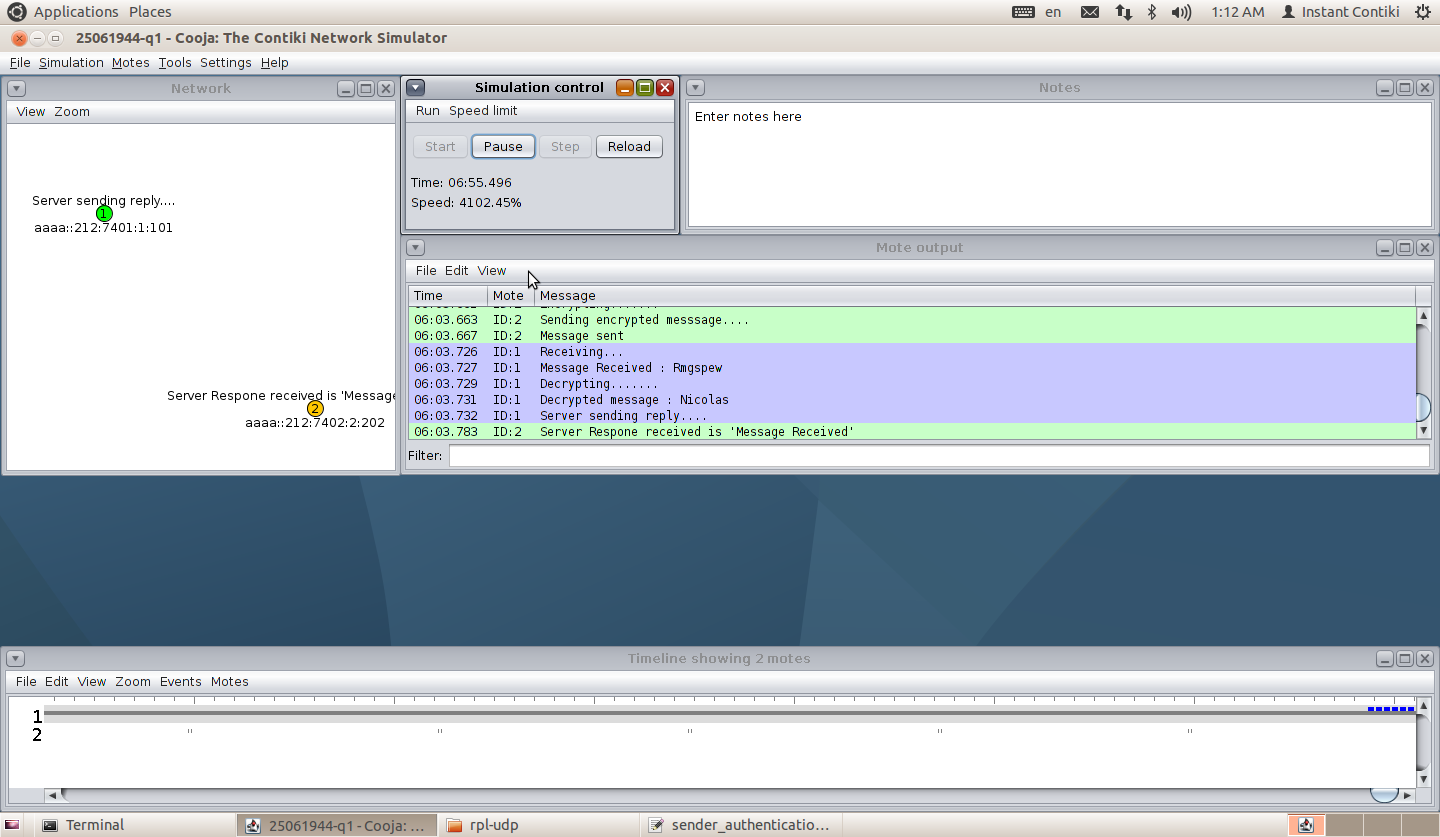 Applications Places en 1:12 AM Instant Contiki
25061944-q1 - Cooja: The Contiki Network Simulator
File Simulation Motes Tools Settings Help
Network
View Zoom
Server sending reply....
1
aaaa::212:7401:1:101
Server Respone received is 'Message
2
aaaa::212:7402:2:202
Simulation control
Run Speed limit
Start Pause Step Reload
Time: 06:55.496
Speed: 4102.45%
Notes
Enter notes here
Mote output
File Edit View
Time Mote Message
06:03.663 ID:2 Sending encrypted messsage....
06:03.667 ID:2 Message sent
06:03.726 ID:1 Receiving...
06:03.727 ID:1 Message Received : Rmgspew
06:03.729 ID:1 Decrypting.......
06:03.731 ID:1 Decrypted message : Nicolas
06:03.732 ID:1 Server sending reply....
06:03.783 ID:2 Server Respone received is 'Message Received'
Filter:
Timeline showing 2 motes
File Edit View Zoom Events Motes
1
2
Terminal 25061944-q1 - Cooja: ... rpl-udp sender_authenticatio...